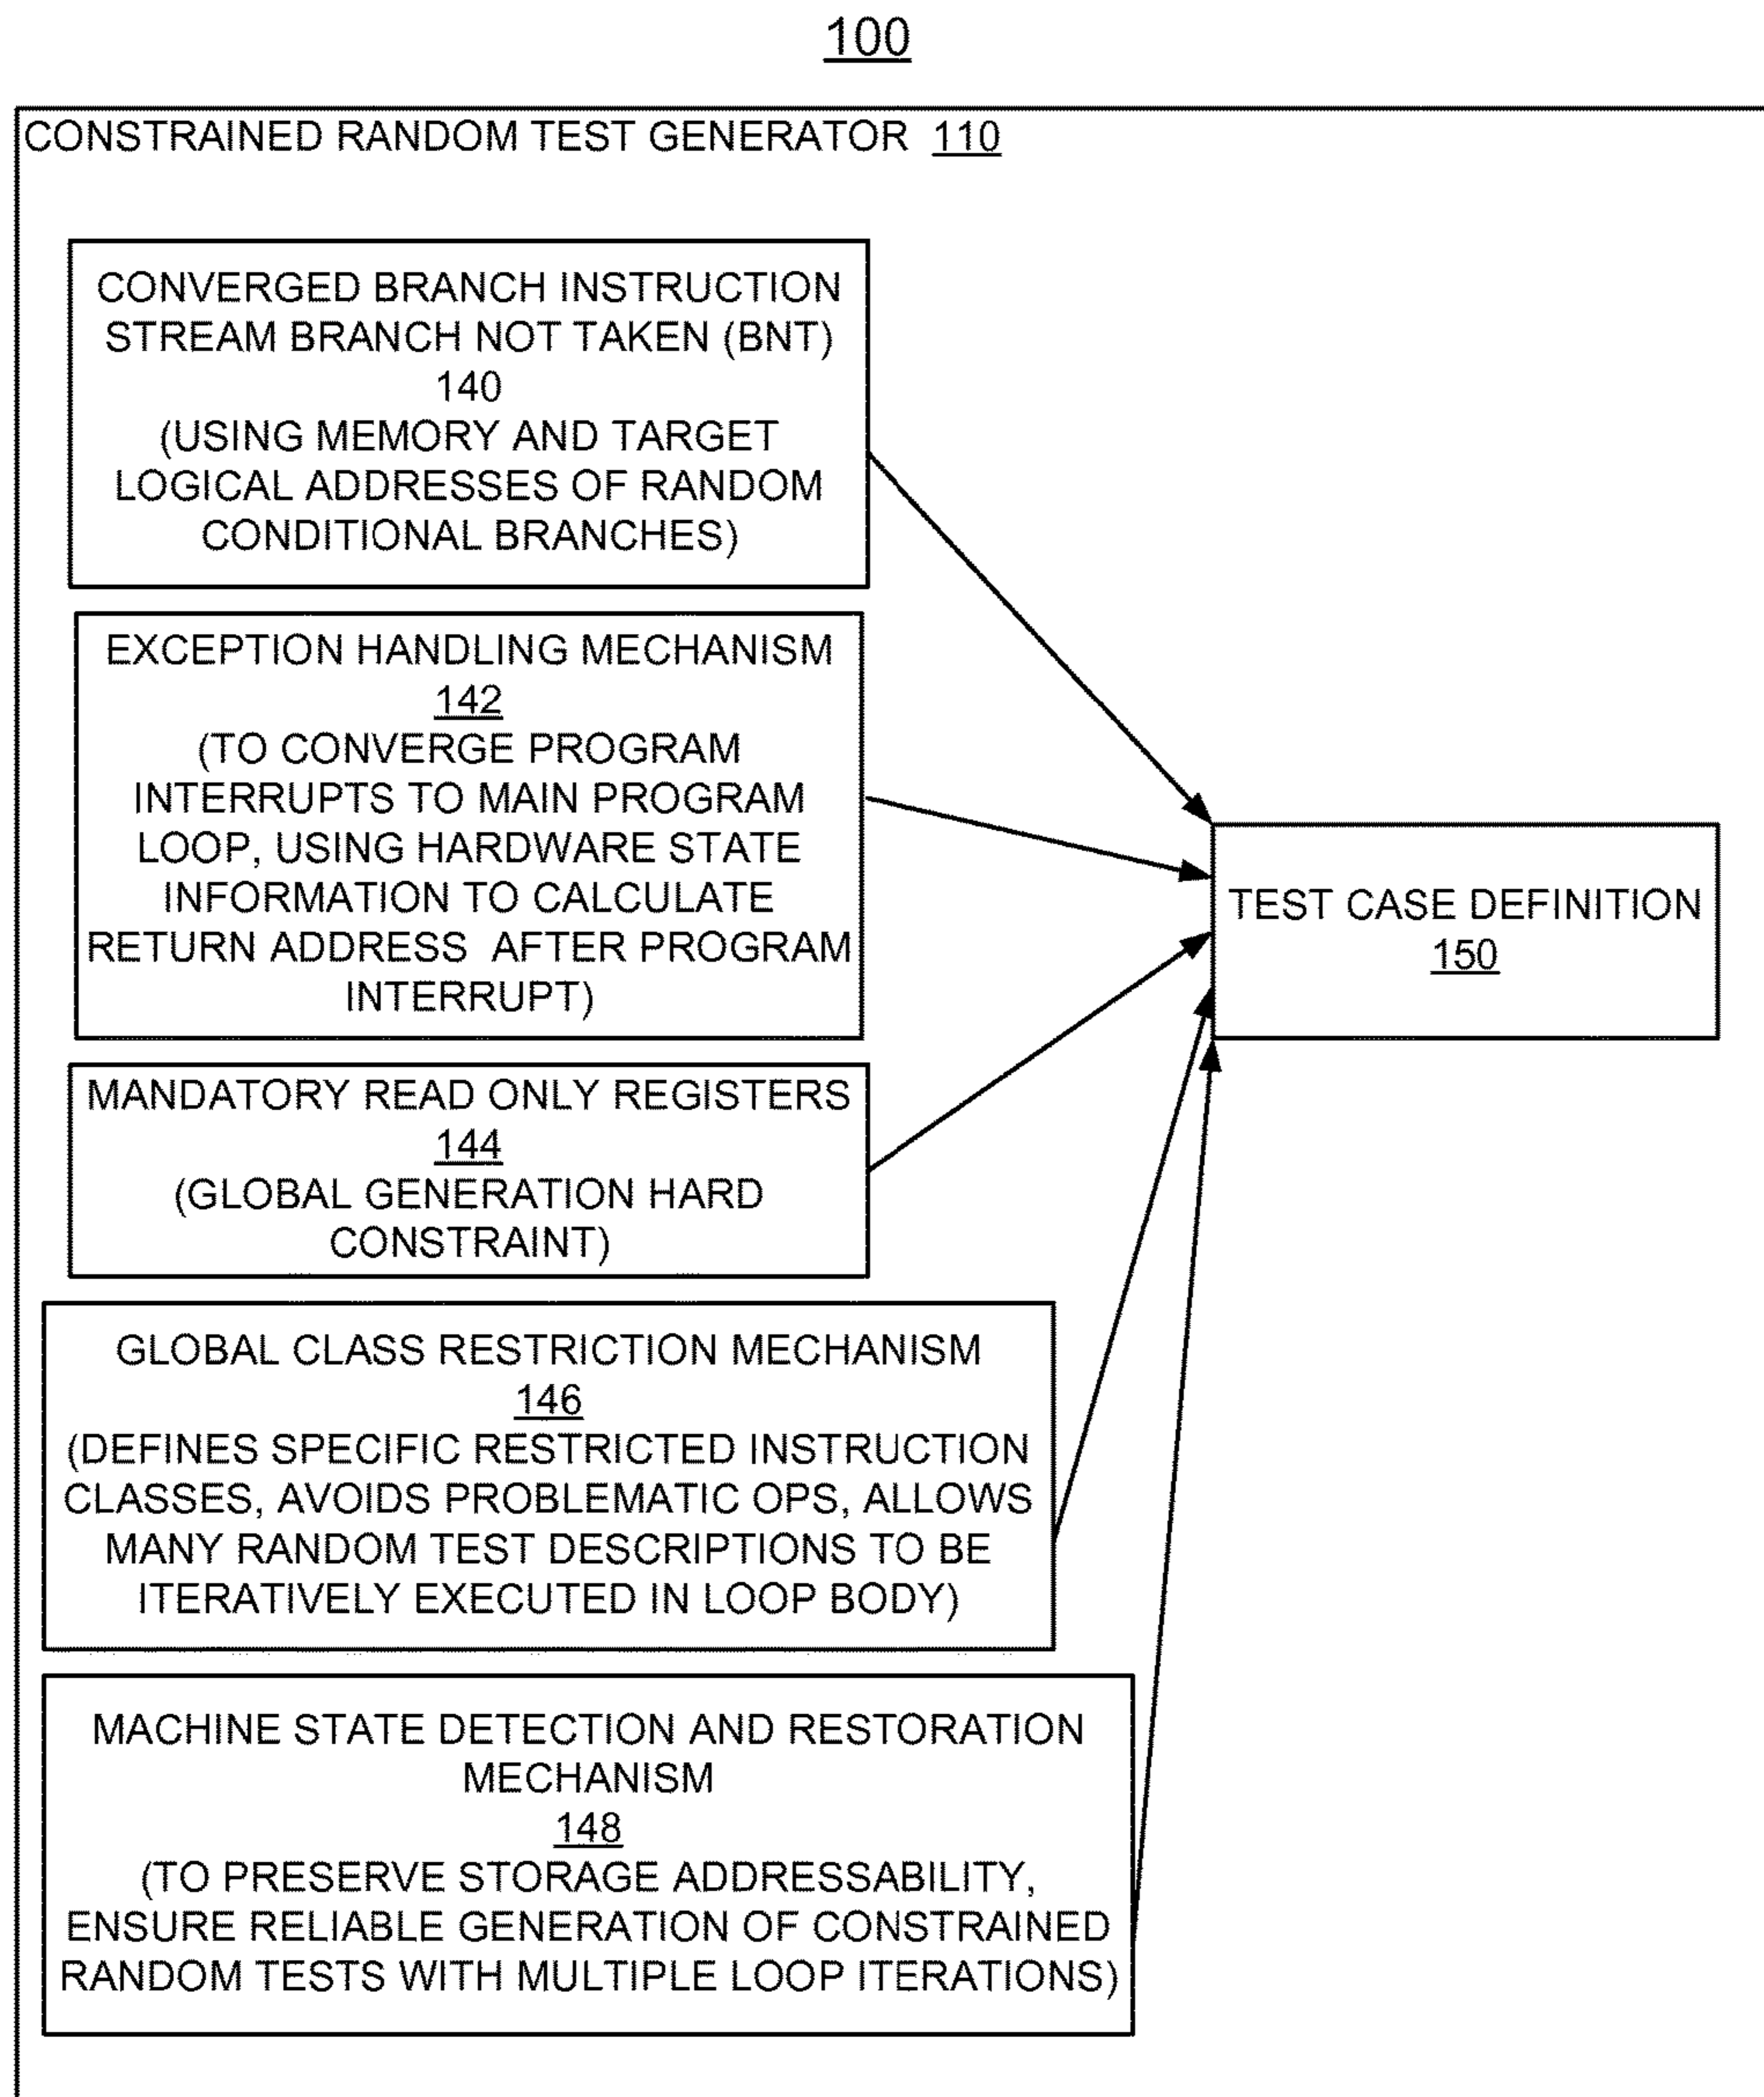 100
CONSTRAINED RANDOM TEST GENERATOR 110
CONVERGED BRANCH INSTRUCTION
STREAM BRANCH NOT TAKEN (BNT)
140
(USING MEMORY AND TARGET
LOGICAL ADDRESSES OF RANDOM
CONDITIONAL BRANCHES)
EXCEPTION HANDLING MECHANISM
142
(TO CONVERGE PROGRAM
INTERRUPTS TO MAIN PROGRAM
LOOP, USING HARDWARE STATE
INFORMATION TO CALCULATE
RETURN ADDRESS AFTER PROGRAM
INTERRUPT)
MANDATORY READ ONLY REGISTERS
144
(GLOBAL GENERATION HARD
CONSTRAINT)
GLOBAL CLASS RESTRICTION MECHANISM
146
(DEFINES SPECIFIC RESTRICTED INSTRUCTION
CLASSES, AVOIDS PROBLEMATIC OPS, ALLOWS
MANY RANDOM TEST DESCRIPTIONS TO BE
ITERATIVELY EXECUTED IN LOOP BODY)
MACHINE STATE DETECTION AND RESTORATION
MECHANISM
148
(TO PRESERVE STORAGE ADDRESSABILITY,
ENSURE RELIABLE GENERATION OF CONSTRAINED
RANDOM TESTS WITH MULTIPLE LOOP ITERATIONS)
TEST CASE DEFINITION
150